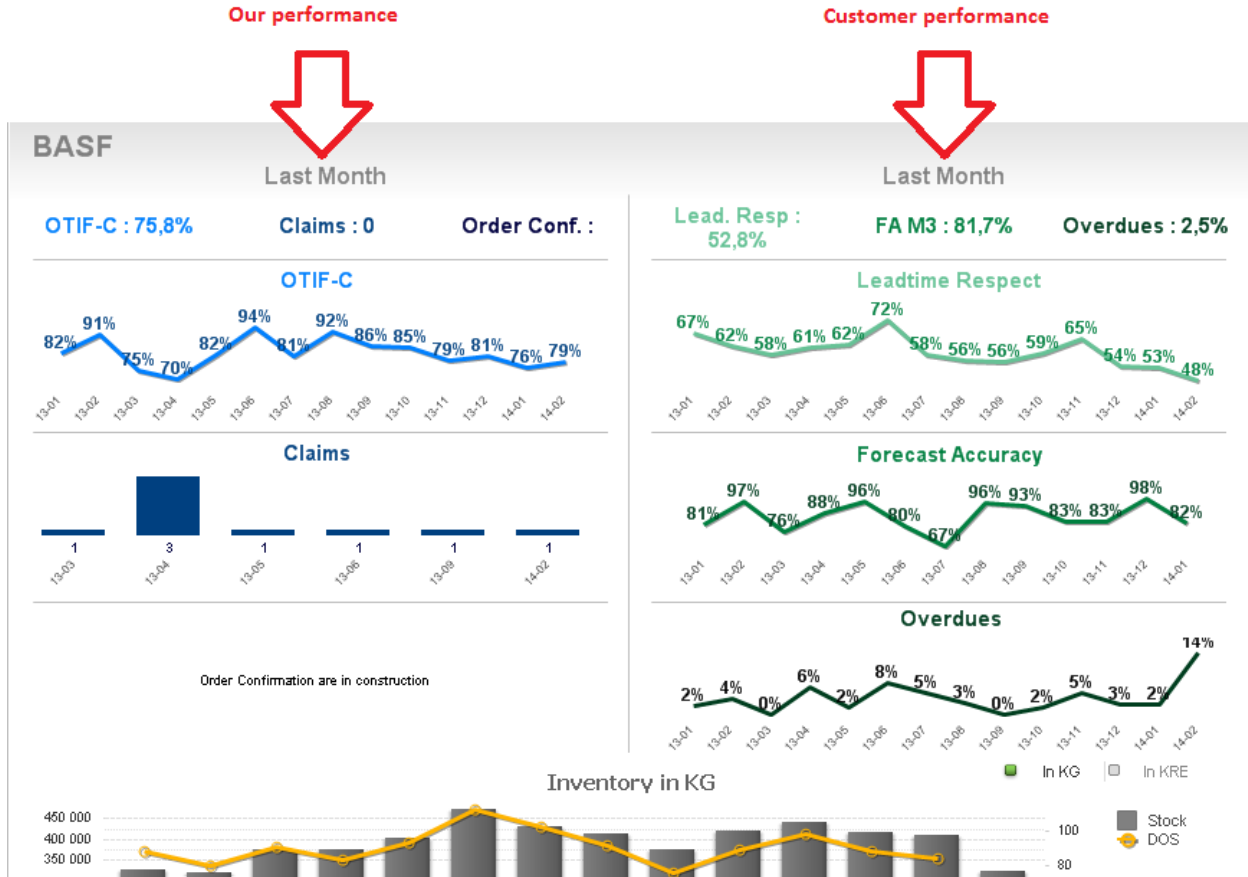 Our performance
Customer performance
BASF
Last Month
Last Month
OTIF-C : 75,8%
Claims : 0
Order Conf. :
Lead. Resp :
52,8%
FA M3 : 81,7%
Overdues : 2,5%
OTIF-C
82% 91% 75% 70% 82% 94% 81% 92% 86% 85% 79% 81% 76% 79%
13-01 13-02 13-03 13-04 13-05 13-06 13-07 13-08 13-09 13-10 13-11 13-12 14-01 14-02
Leadtime Respect
67% 62% 58% 61% 62% 72% 58% 56% 56% 59% 65% 54% 53% 48%
13-01 13-02 13-03 13-04 13-05 13-06 13-07 13-08 13-09 13-10 13-11 13-12 14-01 14-02
Claims
1 3 1 1 1 1
13-03 13-04 13-05 13-06 13-09 14-02
Forecast Accuracy
81% 97% 76% 88% 96% 80% 67% 96% 93% 83% 83% 98% 82%
13-01 13-02 13-03 13-04 13-05 13-06 13-07 13-08 13-09 13-10 13-11 13-12 14-01
Order Confirmation are in construction
Overdues
2% 4% 0% 6% 2% 8% 5% 3% 0% 2% 5% 3% 2% 14%
13-01 13-02 13-03 13-04 13-05 13-06 13-07 13-08 13-09 13-10 13-11 13-12 14-01 14-02
Inventory in KG
In KG
In KRE
450 000
400 000
350 000
100
80
Stock
DOS